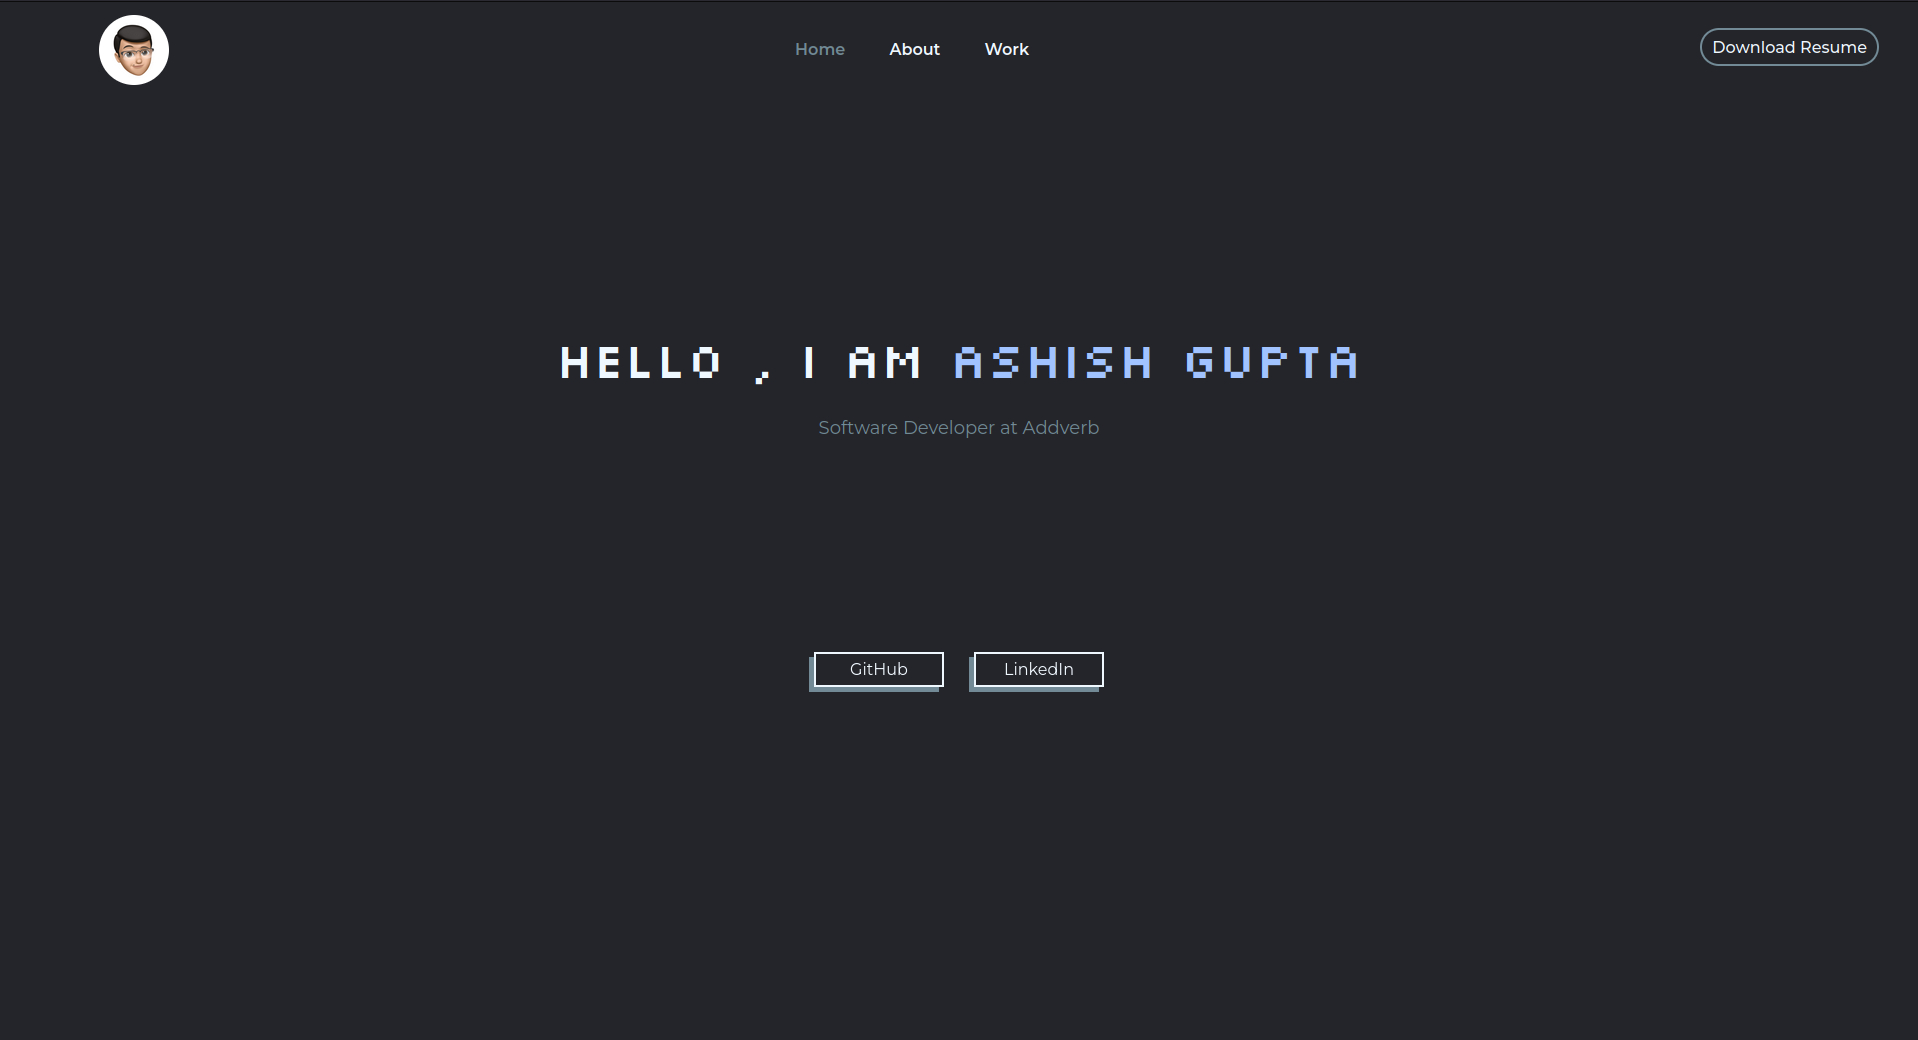 Home About Work
Download Resume
HELLO , I AM ASHISH GUPTA
Software Developer at Addverb
GitHub LinkedIn